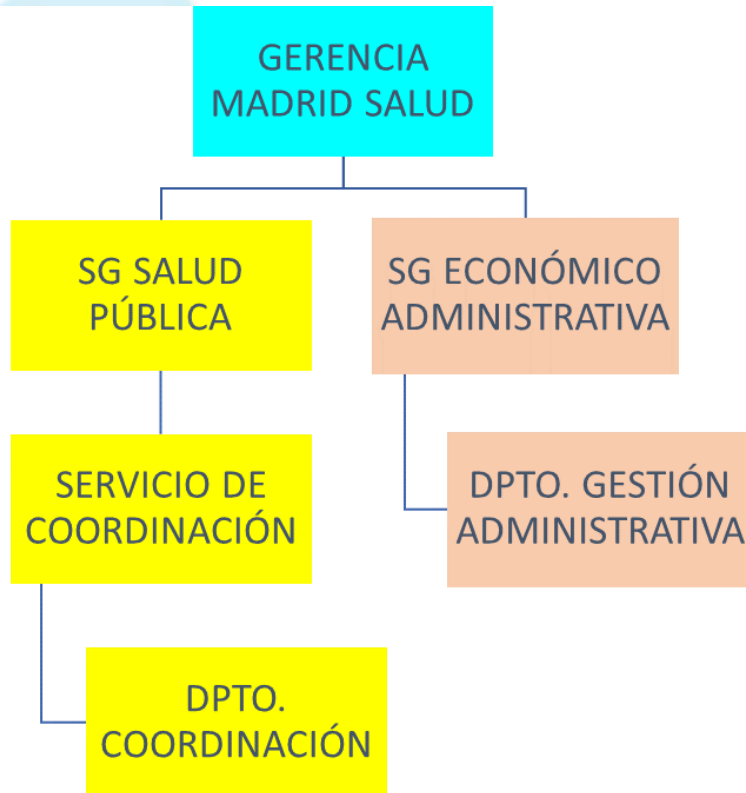 GERENCIA
MADRID SALUD
SG SALUD
PÚBLICA
SG ECONÓMICO
ADMINISTRATIVA
SERVICIO DE
COORDINACIÓN
DPTO. GESTIÓN
ADMINISTRATIVA
DPTO.
COORDINACIÓN